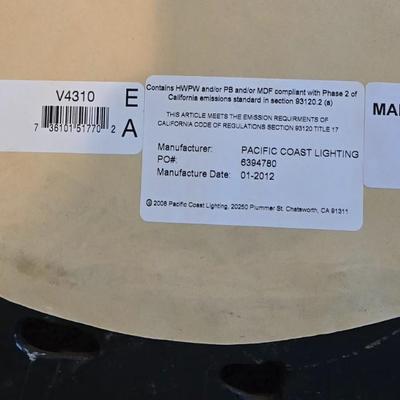 V4310
E
A
7 36101 51770 2
Contains HWPW and/or PB and/or MDF compliant with Phase 2 of
California emissions standard in section 93120.2 (a)
THIS ARTICLE MEETS THE EMISSION REQUIRMENTS OF
CALIFORNIA CODE OF REGULATIONS SECTION 93120 TITLE 17
Manufacturer: PACIFIC COAST LIGHTING
PO#: 6394780
Manufacture Date: 01-2012
© 2008 Pacific Coast Lighting, 20250 Plummer St. Chatsworth, CA 91311